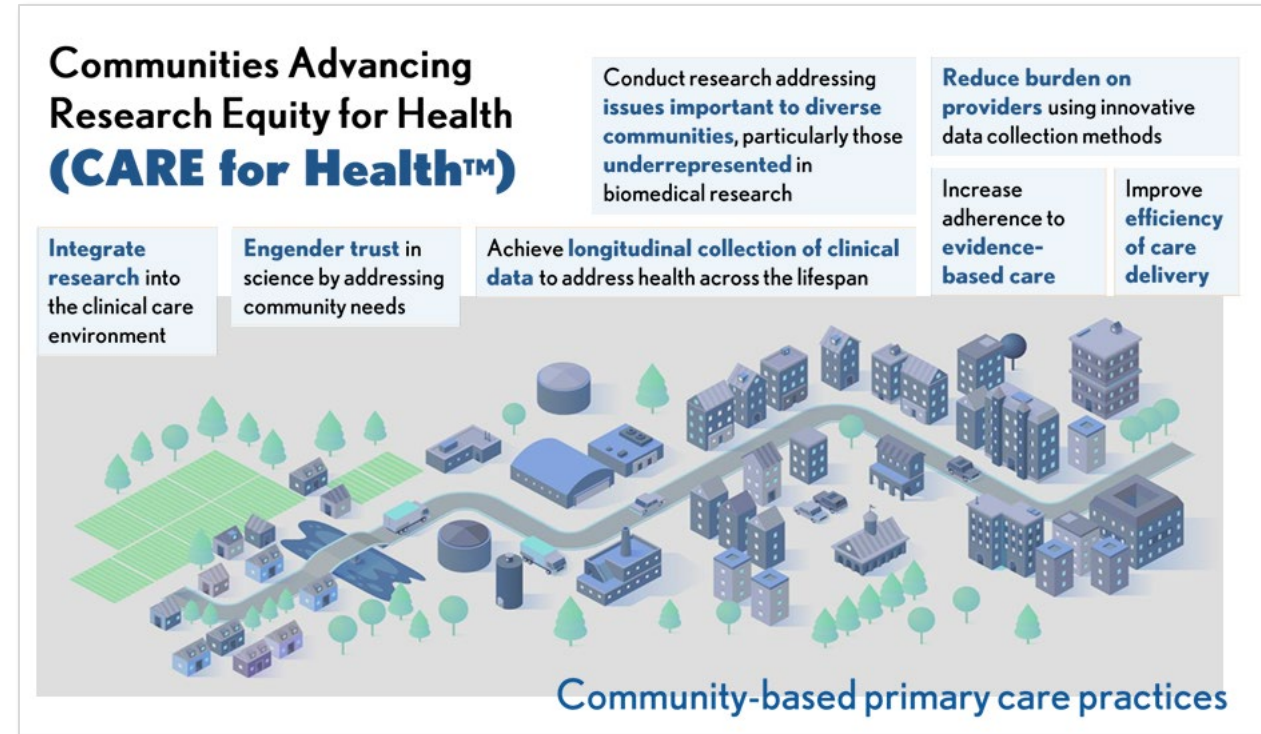 Communities Advancing
Research Equity for Health
(CARE for Health™)
Conduct research addressing
issues important to diverse
communities, particularly those
underrepresented in
biomedical research
Reduce burden on
providers using innovative
data collection methods
Increase
adherence to
evidence-
based care
Improve
efficiency
of care
delivery
Integrate
research into
the clinical care
environment
Engender trust in
science by addressing
community needs
Achieve longitudinal collection of clinical
data to address health across the lifespan
Community-based primary care practices